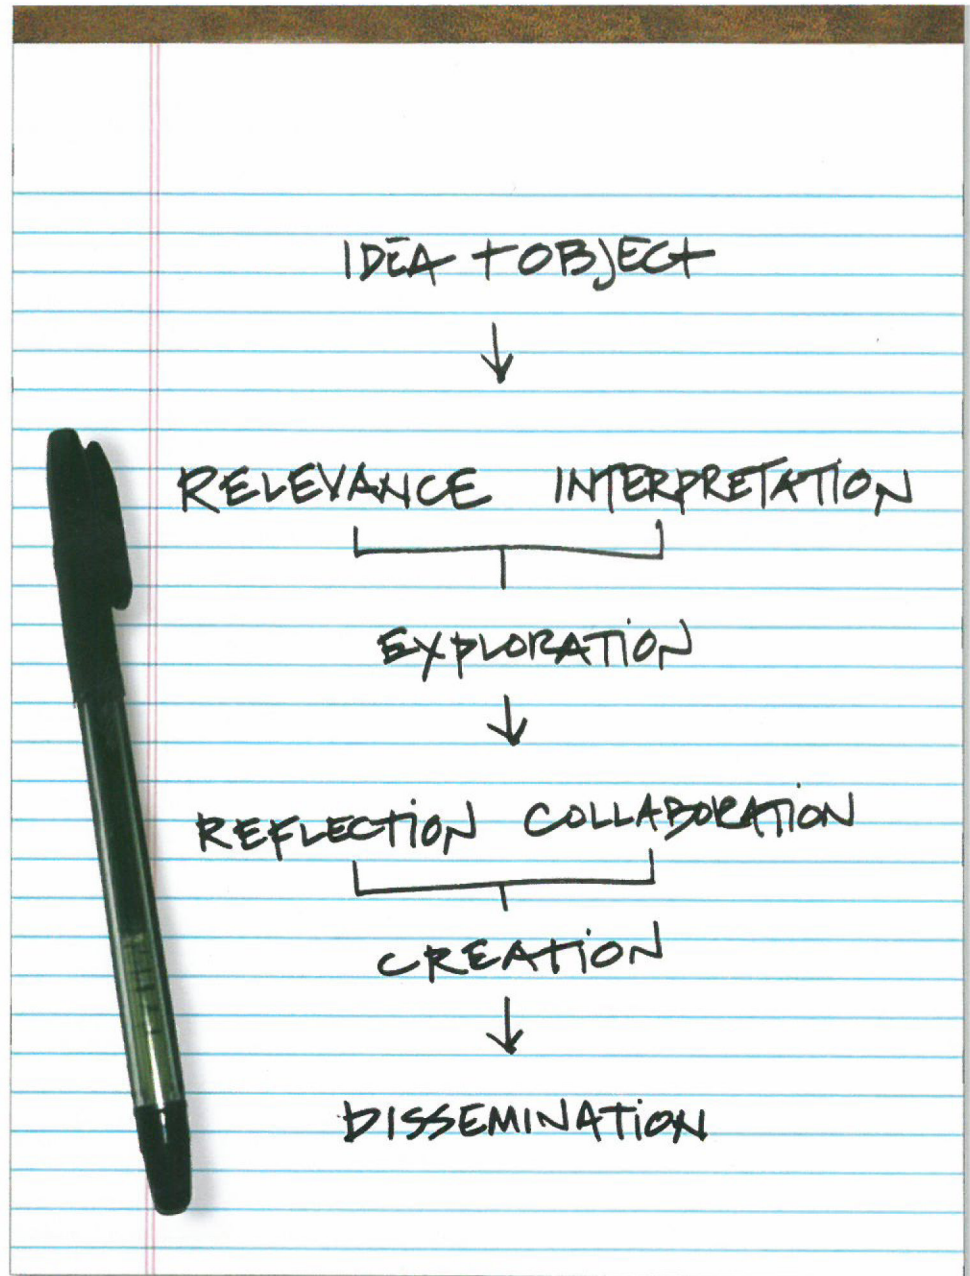 IDEA + OBJECT
RELEVANCE INTERPRETATION
EXPLORATION
REFLECTION COLLABORATION
CREATION
DISSEMINATION